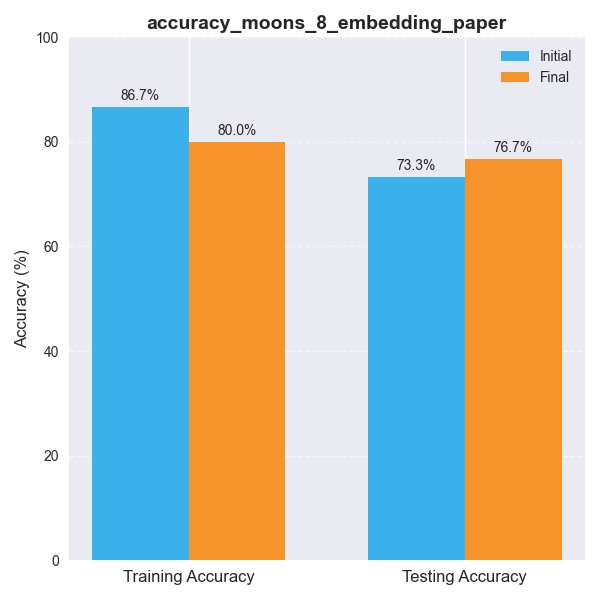 accuracy_moons_8_embedding_paper
100
80
60
40
20
0
Accuracy (%)
Initial
Final
86.7%
80.0%
73.3%
76.7%
Training Accuracy
Testing Accuracy